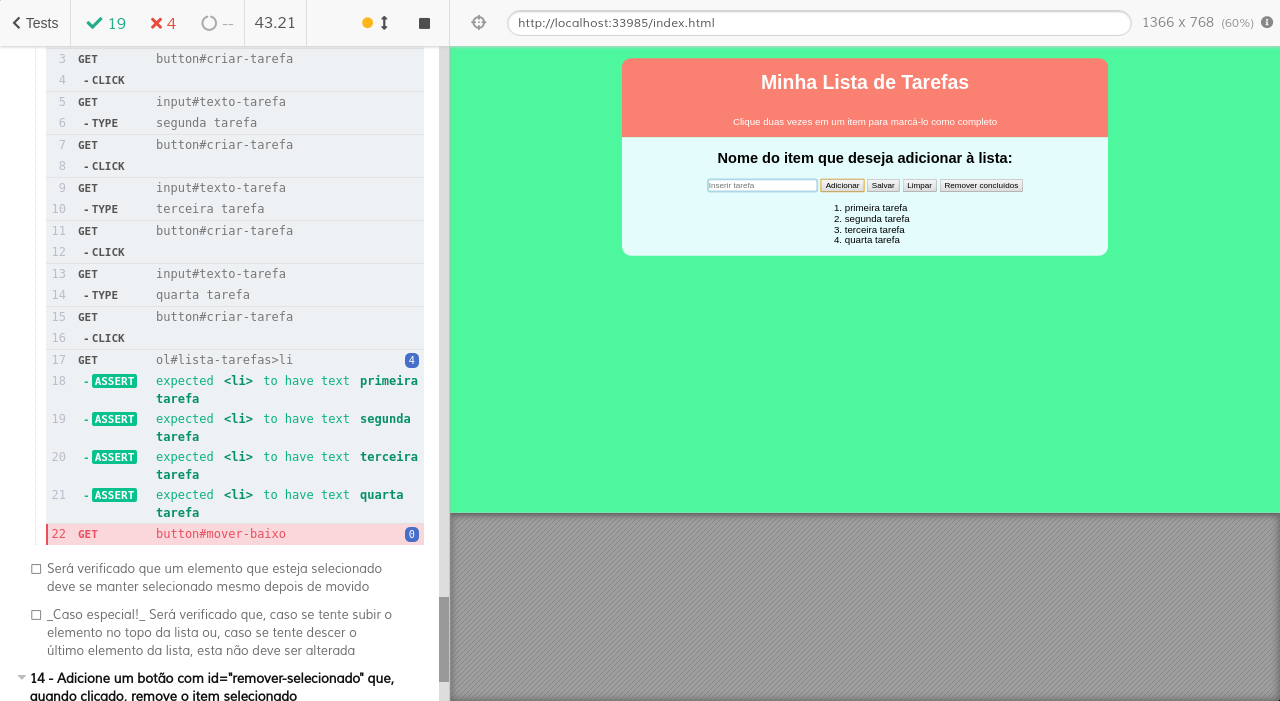 Tests 19 4 -- 43.21
http://localhost:33985/index.html 1366 x 768 (60%)
3 GET button#criar-tarefa
4 - CLICK
5 GET input#texto-tarefa
6 - TYPE segunda tarefa
7 GET button#criar-tarefa
8 - CLICK
9 GET input#texto-tarefa
10 - TYPE terceira tarefa
11 GET button#criar-tarefa
12 - CLICK
13 GET input#texto-tarefa
14 - TYPE quarta tarefa
15 GET button#criar-tarefa
16 - CLICK
17 GET ol#lista-tarefas>li 4
18 - ASSERT expected <li> to have text primeira
tarefa
19 - ASSERT expected <li> to have text segunda
tarefa
20 - ASSERT expected <li> to have text terceira
tarefa
21 - ASSERT expected <li> to have text quarta
tarefa
22 GET button#mover-baixo 0
Será verificado que um elemento que esteja selecionado
deve se manter selecionado mesmo depois de movido
_Caso especial!_ Será verificado que, caso se tente subir o
elemento no topo da lista ou, caso se tente descer o
último elemento da lista, esta não deve ser alterada
14 - Adicione um botão com id="remover-selecionado" que,
quando clicado, remove o item selecionado
Minha Lista de Tarefas
Clique duas vezes em um item para marcá-lo como completo
Nome do item que deseja adicionar à lista:
Inserir tarefa Adicionar Salvar Limpar Remover concluídos
1. primeira tarefa
2. segunda tarefa
3. terceira tarefa
4. quarta tarefa